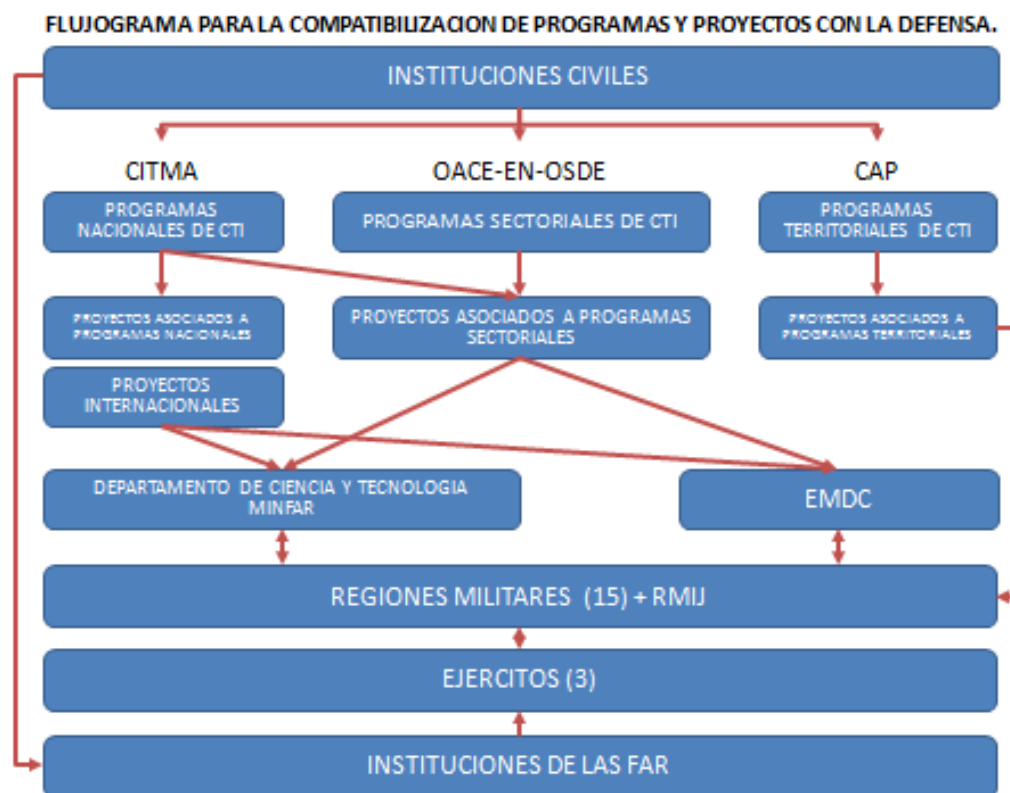 FLUJOGRAMA PARA LA COMPATIBILIZACION DE PROGRAMAS Y PROYECTOS CON LA DEFENSA.
INSTITUCIONES CIVILES
CITMA
OACE-EN-OSDE
CAP
PROGRAMAS
NACIONALES DE CTI
PROGRAMAS SECTORIALES DE CTI
PROGRAMAS
TERRITORIALES DE CTI
PROYECTOS ASOCIADOS A
PROGRAMAS NACIONALES
PROYECTOS ASOCIADOS A PROGRAMAS
SECTORIALES
PROYECTOS ASOCIADOS A
PROGRAMAS TERRITORIALES
PROYECTOS
INTERNACIONALES
DEPARTAMENTO DE CIENCIA Y TECNOLOGIA
MINFAR
EMDC
REGIONES MILITARES (15) + RMIJ
EJERCITOS (3)
INSTITUCIONES DE LAS FAR